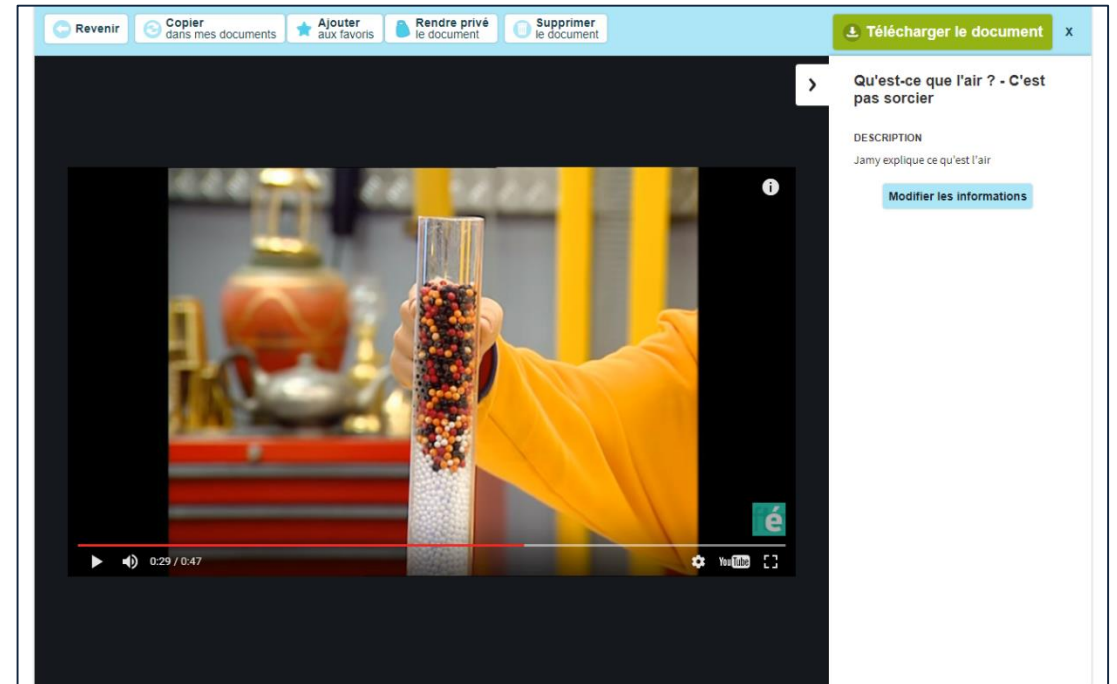 Revenir
Copier
dans mes documents
Ajouter
aux favoris
Rendre privé
le document
Supprimer
le document
Télécharger le document
x
Qu'est-ce que l'air ? - C'est
pas sorcier
DESCRIPTION
Jamy explique ce qu'est l'air
Modifier les informations
é
0:29 / 0:47
YouTube